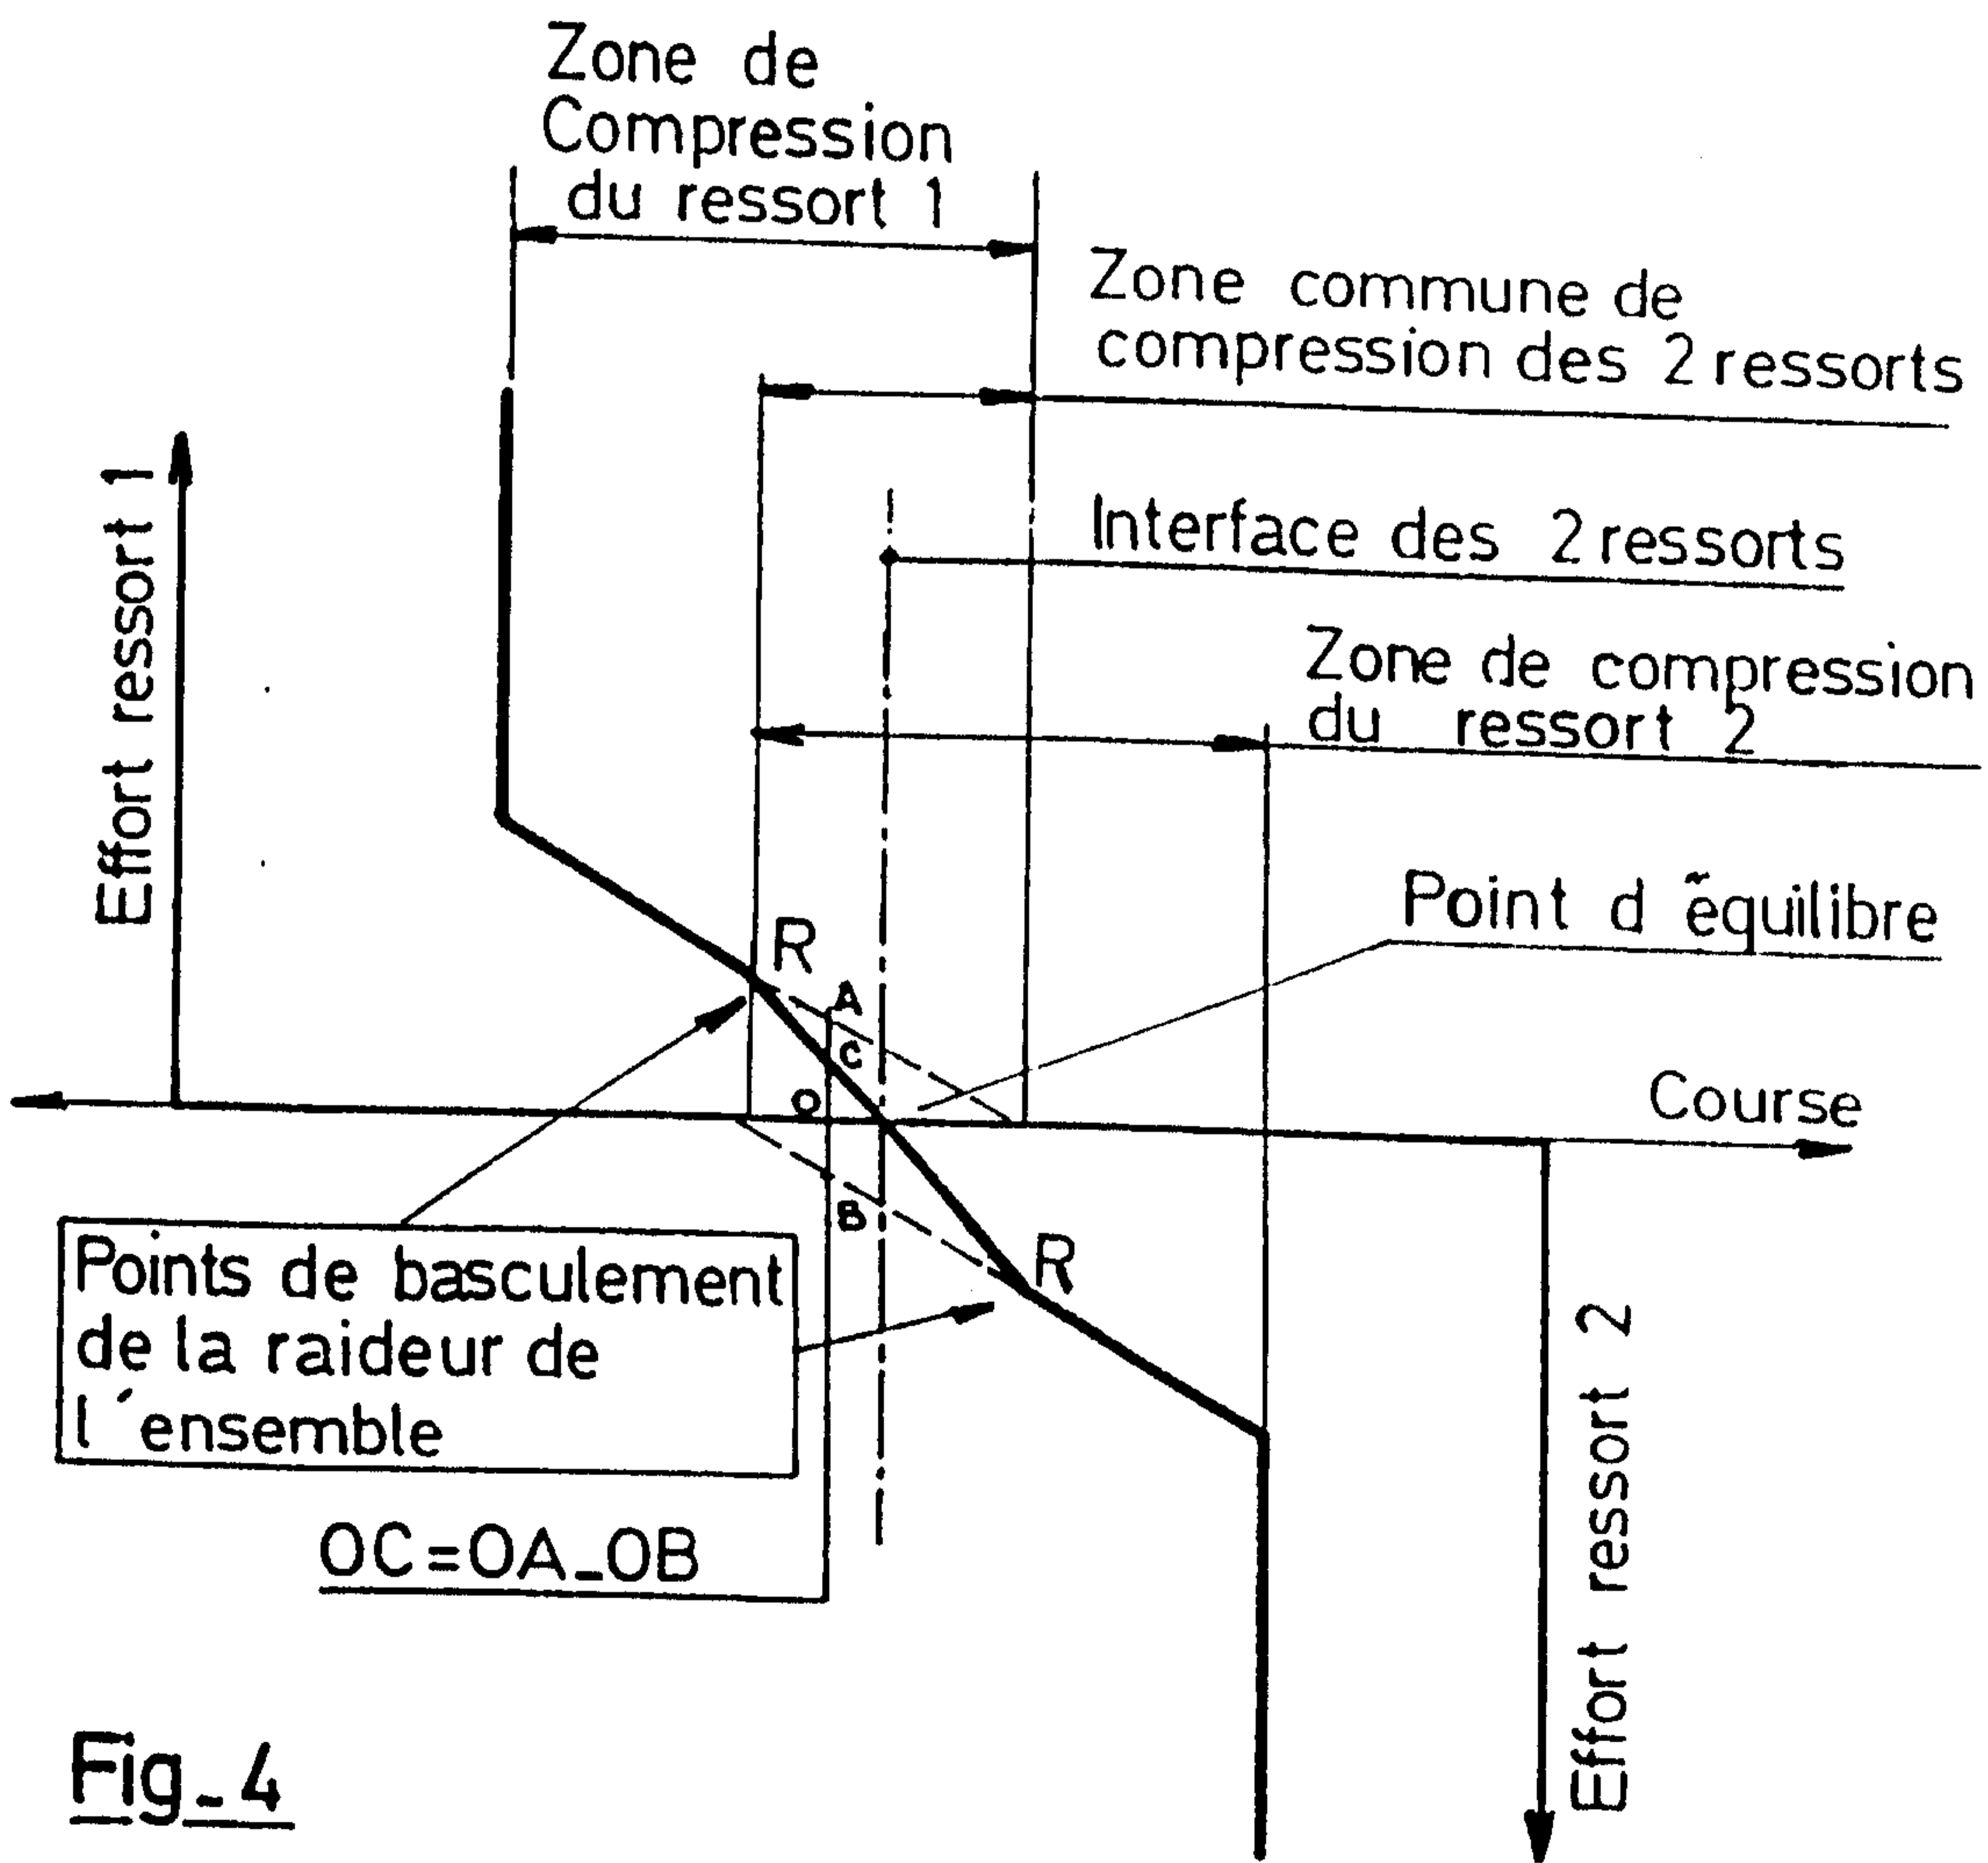 Zone de
Compression
du ressort 1
Zone commune de
compression des 2 ressorts
Interface des 2 ressorts
Zone de compression
du ressort 2
Effort ressort 1
Point d équilibre
R
A
C
O
Course
B
R
Points de basculement
de la raideur de
l'ensemble
OC=OA_OB
Effort ressort 2
Fig_4